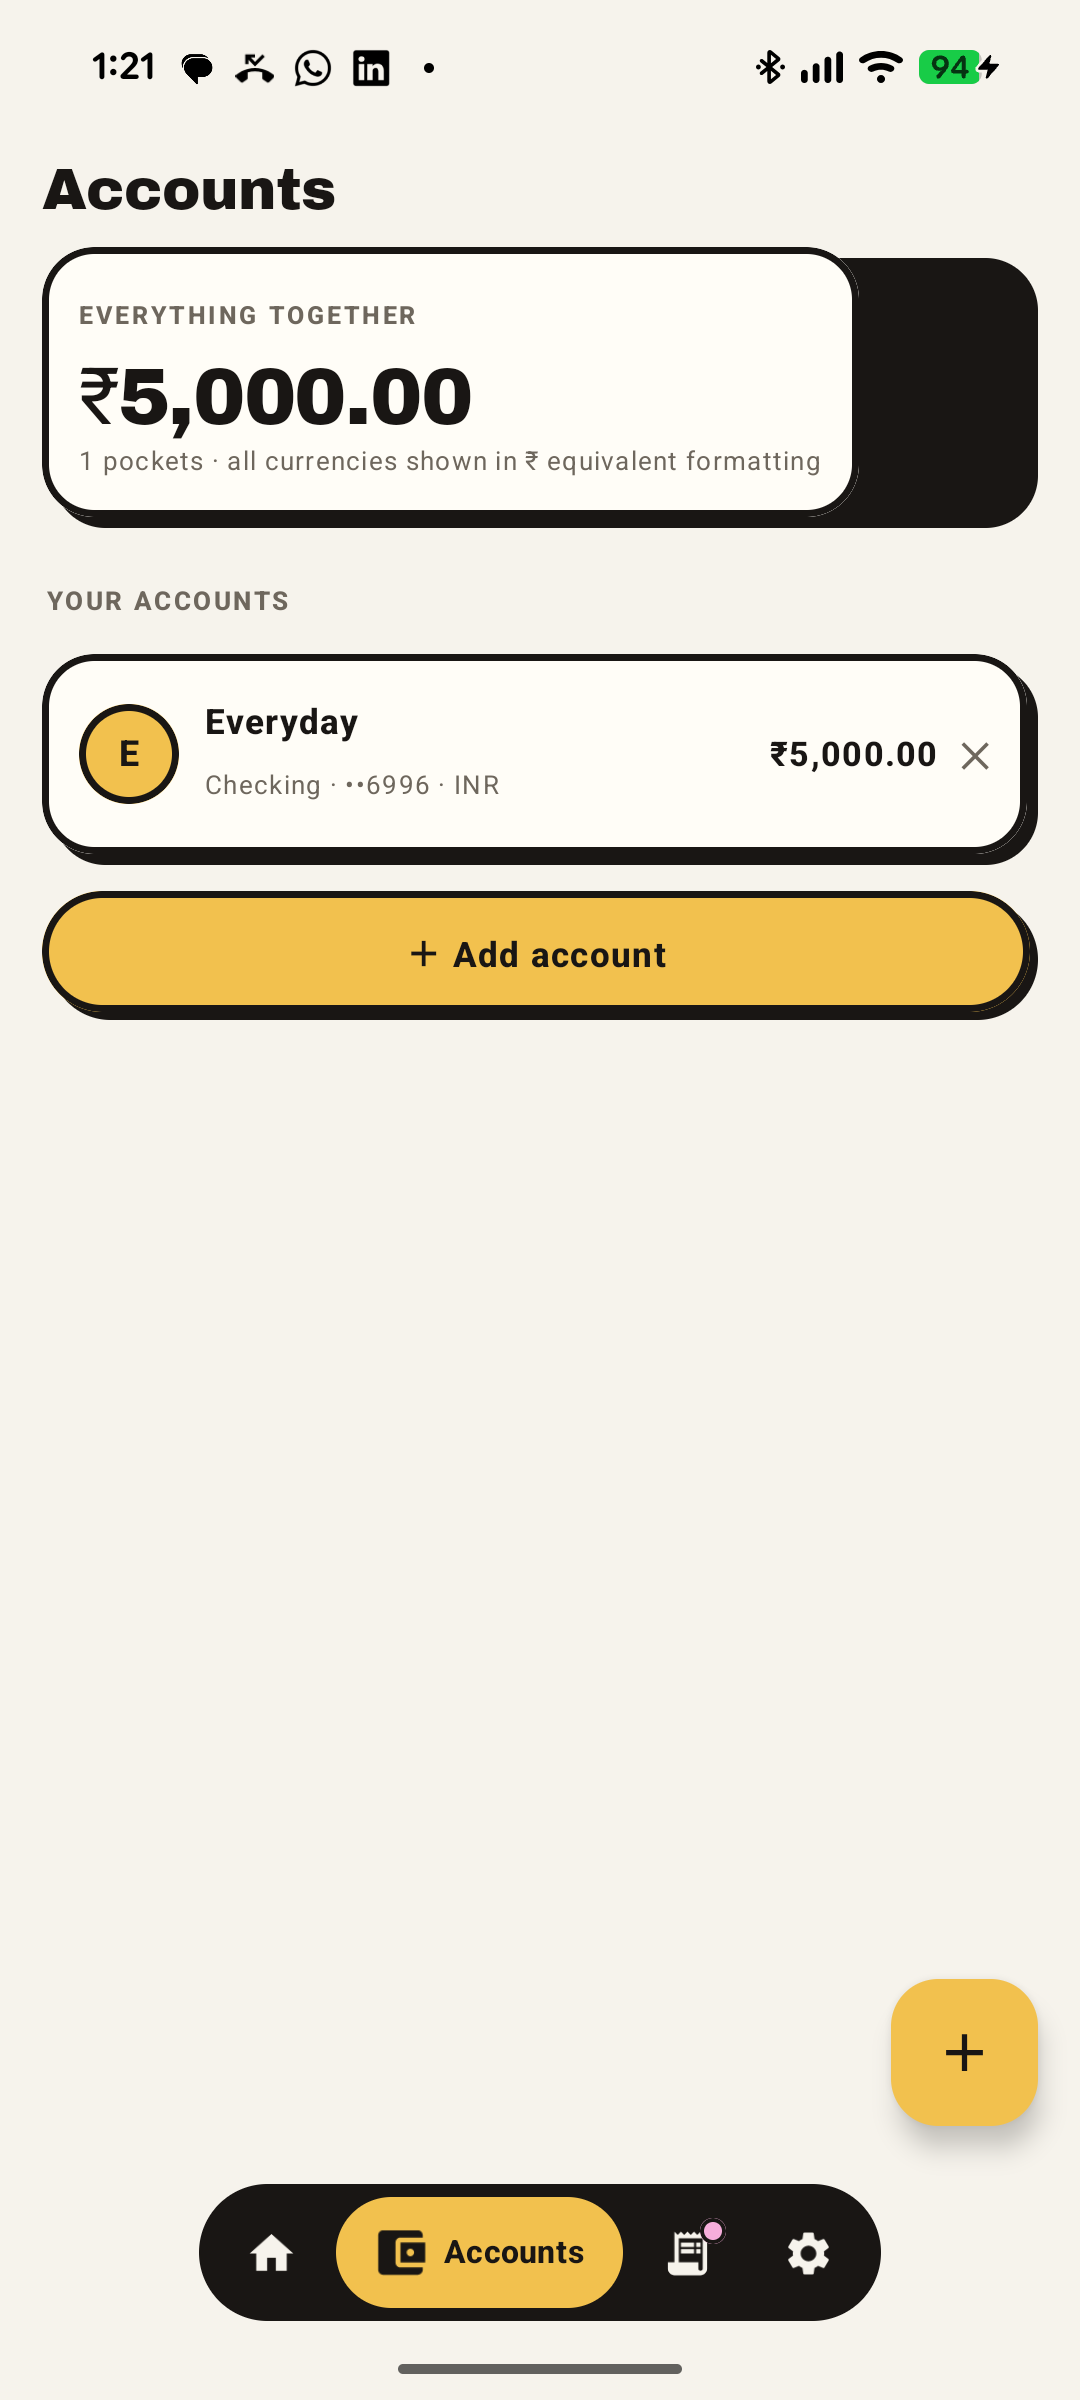 1:21
94
Accounts
EVERYTHING TOGETHER
₹5,000.00
1 pockets · all currencies shown in ₹ equivalent formatting
YOUR ACCOUNTS
E
Everyday
Checking · ••6996 · INR
₹5,000.00
+ Add account
Accounts